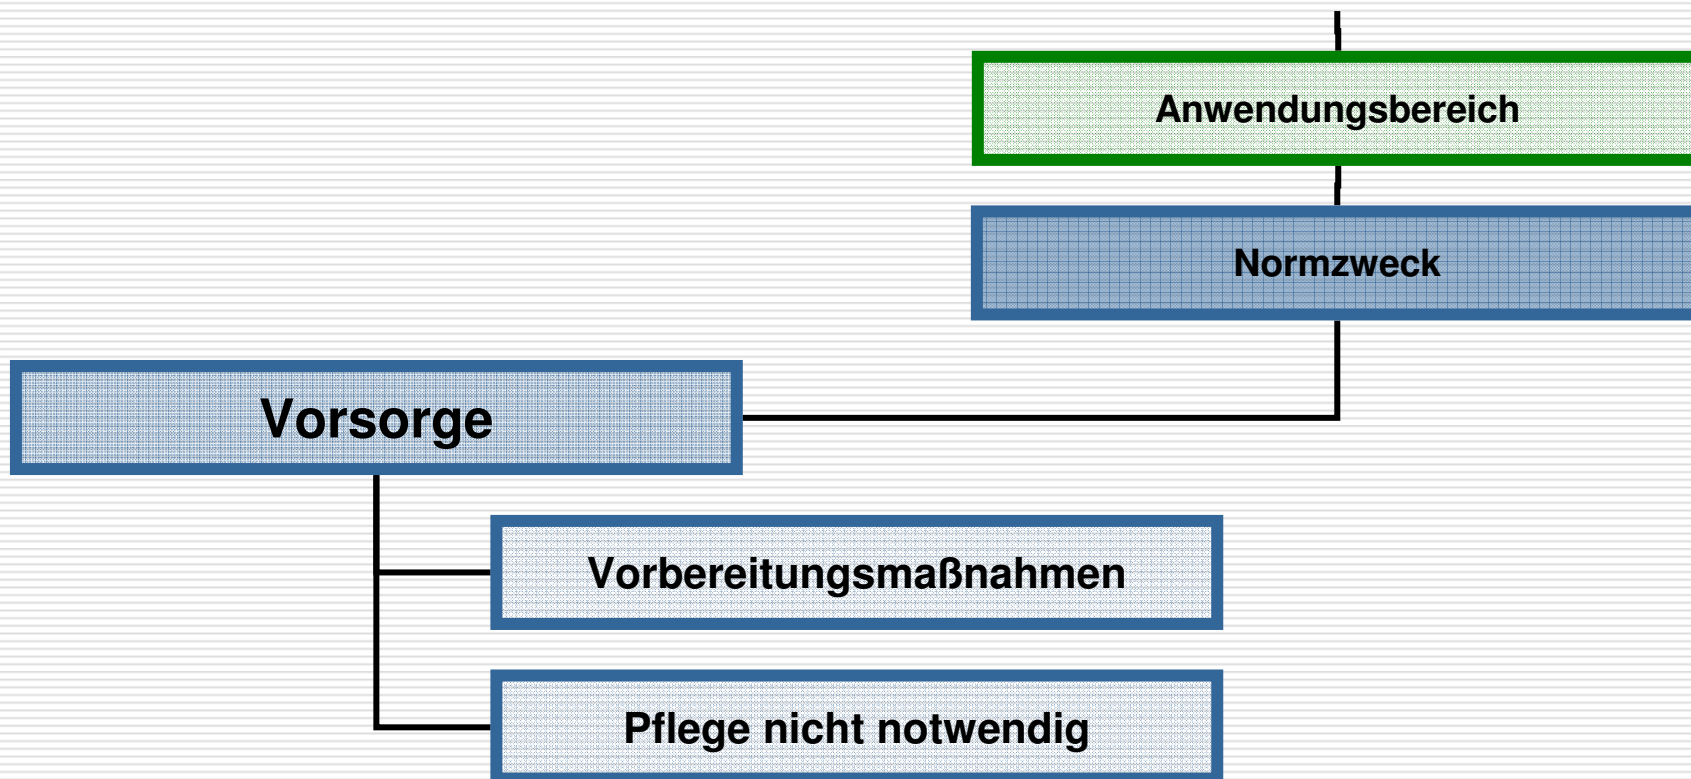 Anwendungsbereich
Normzweck
Vorsorge
Vorbereitungsmaßnahmen
Pflege nicht notwendig